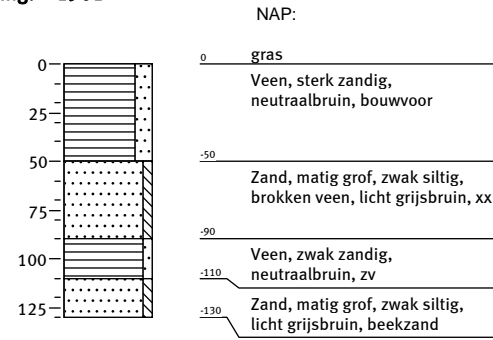 NAP:
0
gras
Veen, sterk zandig,
neutraalbruin, bouwvoor
-50
Zand, matig grof, zwak siltig,
brokken veen, licht grijsbruin, xx
-90
Veen, zwak zandig,
neutraalbruin, zv
-110
Zand, matig grof, zwak siltig,
licht grijsbruin, beekzand
-130
0
25
50
75
100
125